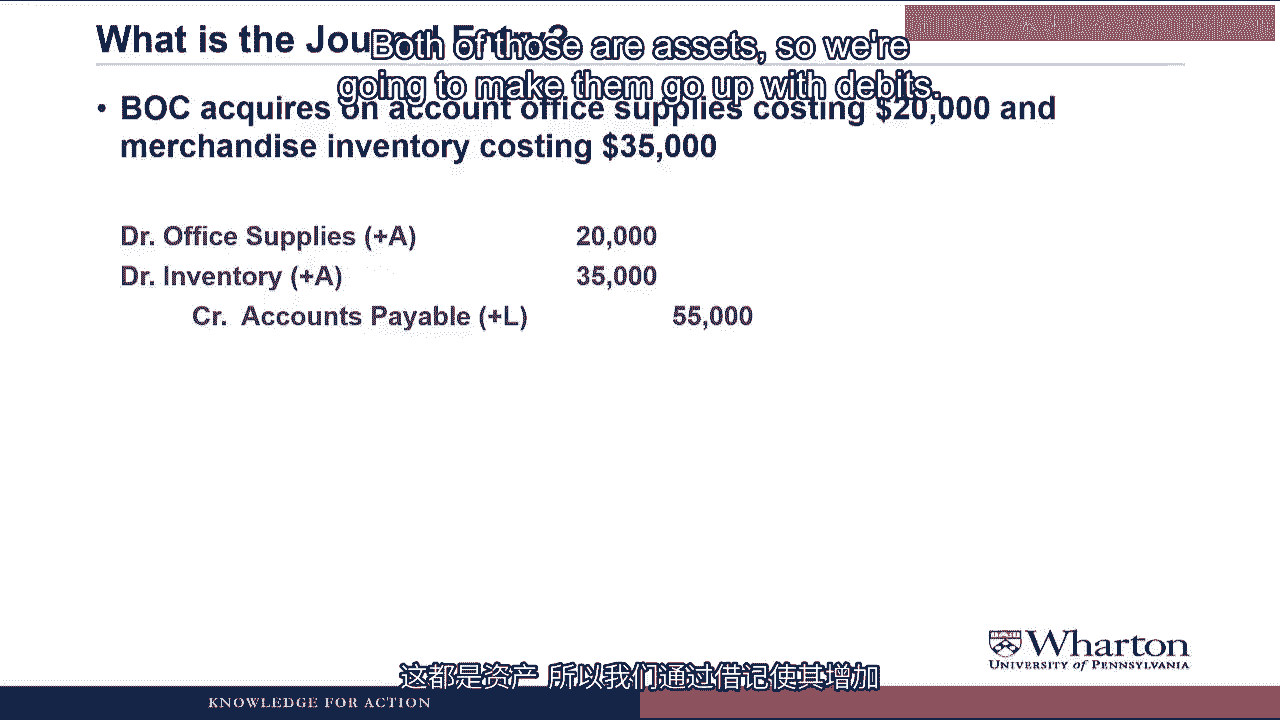 What is the Journal Entry?
Both of those are assets, so we're
going to make them go up with debits.
• BOC acquires on account office supplies costing $20,000 and
merchandise inventory costing $35,000
Dr. Office Supplies (+A) 20,000
Dr. Inventory (+A) 35,000
Cr. Accounts Payable (+L) 55,000
Wharton
UNIVERSITY of PENNSYLVANIA
这都是资产 所以我们通过借记使其增加
KNOWLEDGE FOR ACTION